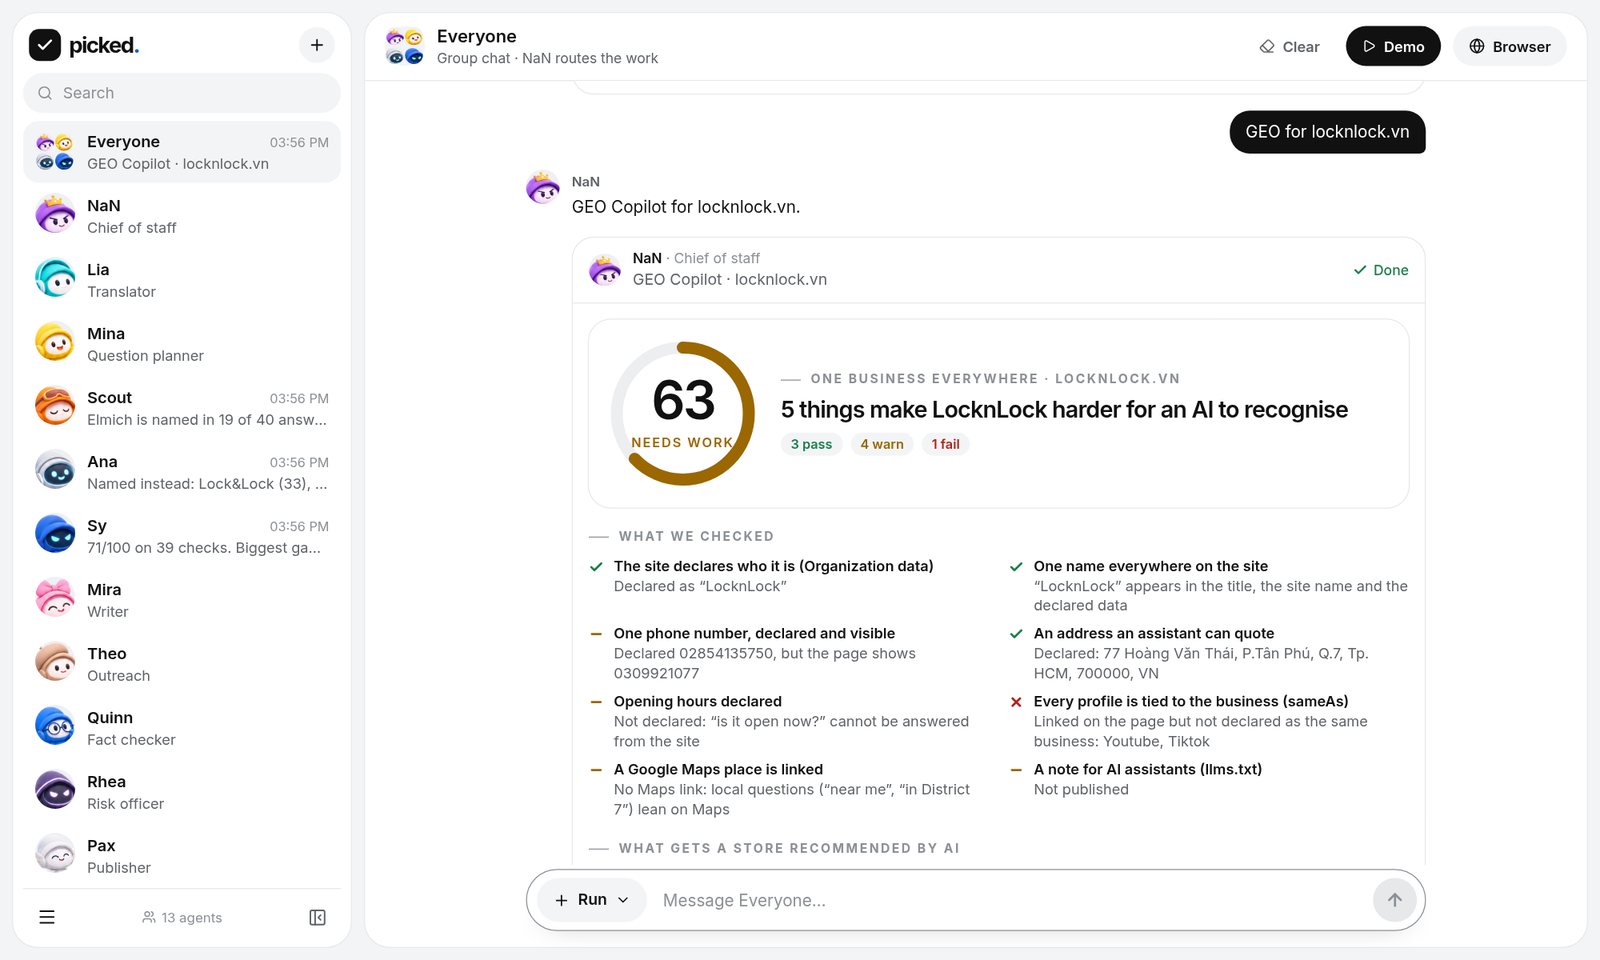 picked.
Search
Everyone
03:56 PM
GEO Copilot · locknlock.vn
NaN
Chief of staff
Lia
Translator
Mina
Question planner
Scout
03:56 PM
Elmich is named in 19 of 40 answ...
Ana
03:56 PM
Named instead: Lock&Lock (33), ...
Sy
03:56 PM
71/100 on 39 checks. Biggest ga...
Mira
Writer
Theo
Outreach
Quinn
Fact checker
Rhea
Risk officer
Pax
Publisher
13 agents
Everyone
Group chat · NaN routes the work
Clear
Demo
Browser
GEO for locknlock.vn
NaN
GEO Copilot for locknlock.vn.
NaN · Chief of staff
GEO Copilot · locknlock.vn
Done
63
NEEDS WORK
ONE BUSINESS EVERYWHERE · LOCKNLOCK.VN
5 things make LocknLock harder for an AI to recognise
3 pass
4 warn
1 fail
WHAT WE CHECKED
The site declares who it is (Organization data)
Declared as “LocknLock”
One name everywhere on the site
“LocknLock” appears in the title, the site name and the
declared data
One phone number, declared and visible
Declared 02854135750, but the page shows
0309921077
An address an assistant can quote
Declared: 77 Hoàng Văn Thái, P.Tân Phú, Q.7, Tp.
HCM, 700000, VN
Opening hours declared
Not declared: “is it open now?” cannot be answered
from the site
Every profile is tied to the business (sameAs)
Linked on the page but not declared as the same
business: Youtube, Tiktok
A Google Maps place is linked
No Maps link: local questions (“near me”, “in District
7”) lean on Maps
A note for AI assistants (llms.txt)
Not published
WHAT GETS A STORE RECOMMENDED BY AI
Run
Message Everyone...